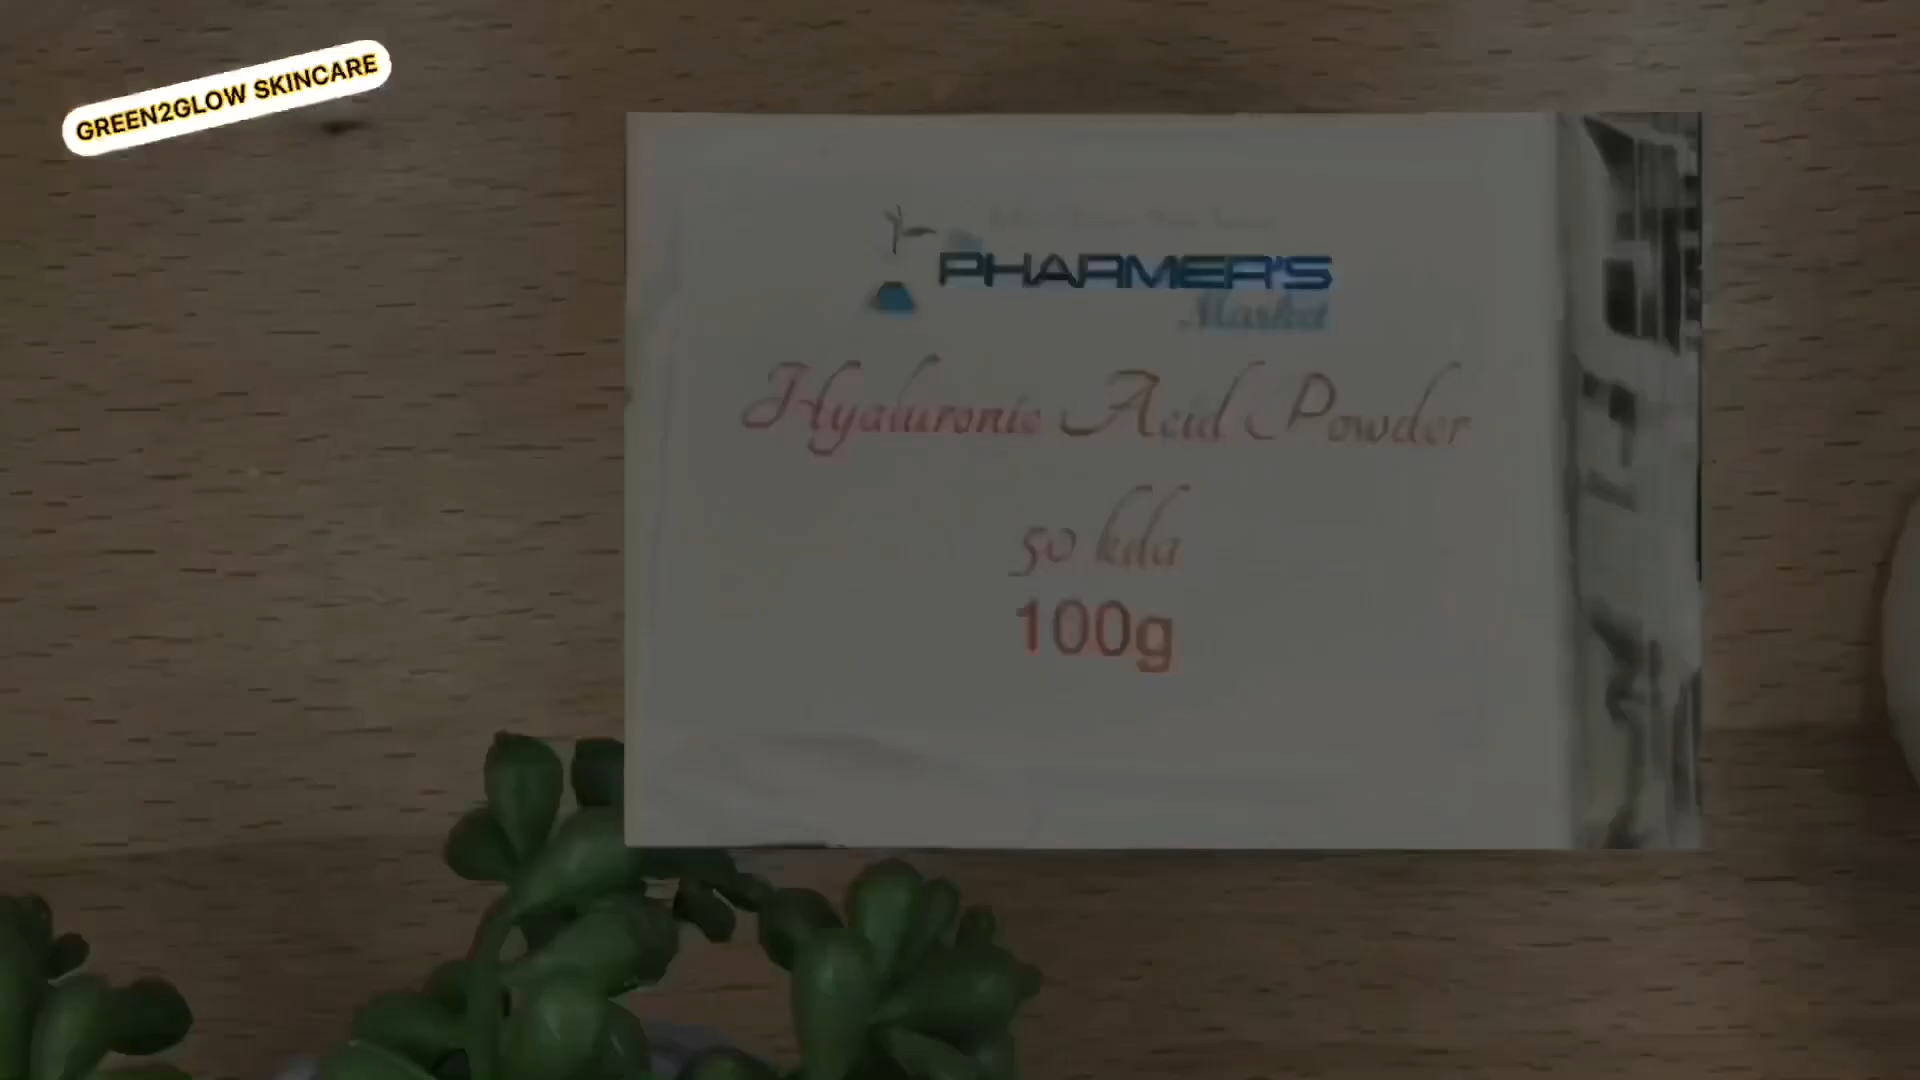 GREEN2GLOW SKINCARE
PHARMER'S
Market
Hyaluronic Acid Powder
50 kda
100g